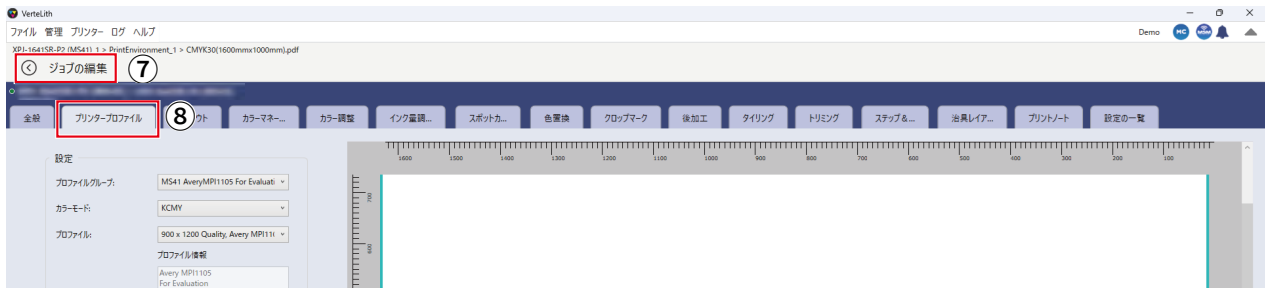 VerteLith
ファイル 管理 プリンター ログ ヘルプ
Demo MC MSM
XPJ-1641SR-P2 (MS41)_1 > PrintEnvironment_1 > CMYK30(1600mmx1000mm).pdf
ジョブの編集 ⑦
全般 プリンタープロファイル ⑧ ウト カラーマネー... カラー調整 インク量調... スポットカ... 色置換 クロップマーク 後加工 タイリング トリミング ステップ&... 治具レイア... プリントノート 設定の一覧
設定
1600 1500 1400 1300 1200 1100 1000 900 800 700 600 500 400 300 200 100
プロファイルグループ: MS41 AveryMPI1105 For Evaluati
700
カラーモード: KCMY
プロファイル: 900 x 1200 Quality, Avery MPI11
600
プロファイル情報
Avery MPI1105
For Evaluation